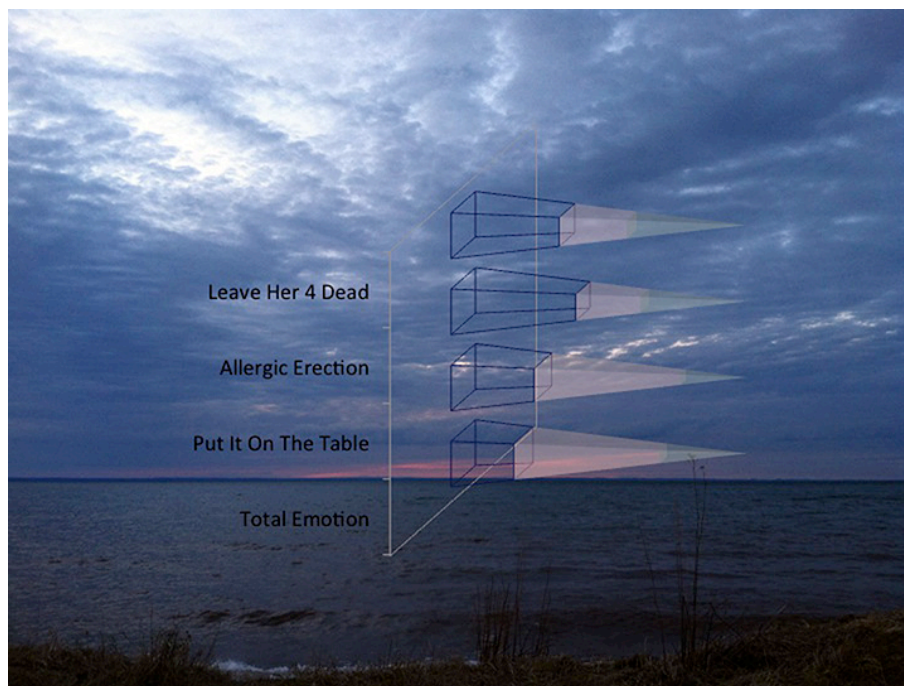 Leave Her 4 Dead
Allergic Erection
Put It On The Table
Total Emotion